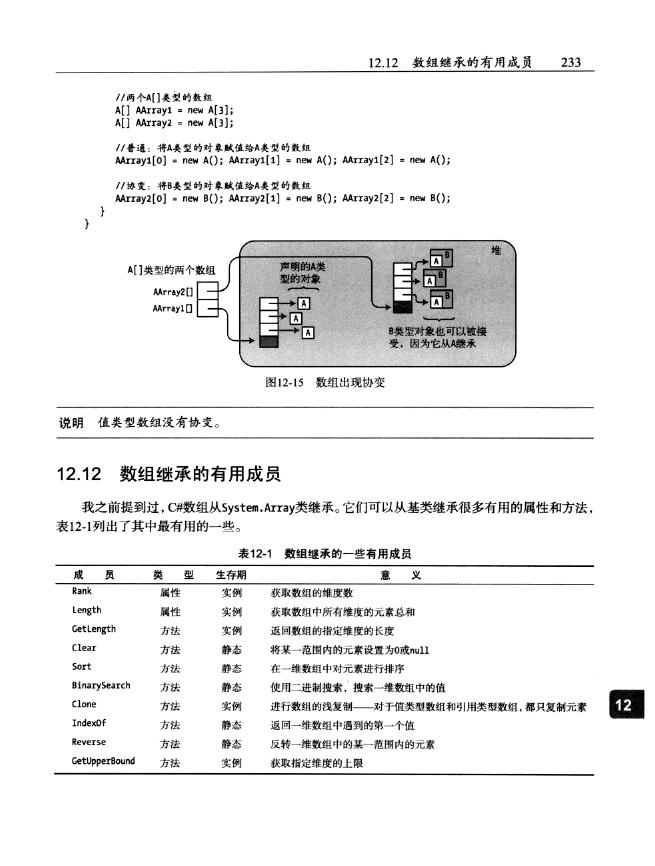 12.12 数组继承的有用成员 233
//两个A[]类型的数组
A[] AArray1 = new A[3];
A[] AArray2 = new A[3];
//普通：将A类型的对象赋值给A类型的数组
AArray1[0] = new A(); AArray1[1] = new A(); AArray1[2] = new A();
//协变：将B类型的对象赋值给A类型的数组
AArray2[0] = new B(); AArray2[1] = new B(); AArray2[2] = new B();
}
}
堆
A[]类型的两个数组
AArray2[]
AArray1[]
声明的A类
型的对象
A
A
A
B
A
B
A
B
A
B类型对象也可以被接
受，因为它从A继承
图12-15 数组出现协变
说明 值类型数组没有协变。
12.12 数组继承的有用成员
我之前提到过，C#数组从System.Array类继承。它们可以从基类继承很多有用的属性和方法，
表12-1列出了其中最有用的一些。
表12-1 数组继承的一些有用成员
成 员 类 型 生存期 意 义
Rank 属性 实例 获取数组的维度数
Length 属性 实例 获取数组中所有维度的元素总和
GetLength 方法 实例 返回数组的指定维度的长度
Clear 方法 静态 将某一范围内的元素设置为0或null
Sort 方法 静态 在一维数组中对元素进行排序
BinarySearch 方法 静态 使用二进制搜索，搜索一维数组中的值
Clone 方法 实例 进行数组的浅复制——对于值类型数组和引用类型数组，都只复制元素
IndexOf 方法 静态 返回一维数组中遇到的第一个值
Reverse 方法 静态 反转一维数组中的某一范围内的元素
GetUpperBound 方法 实例 获取指定维度的上限
12